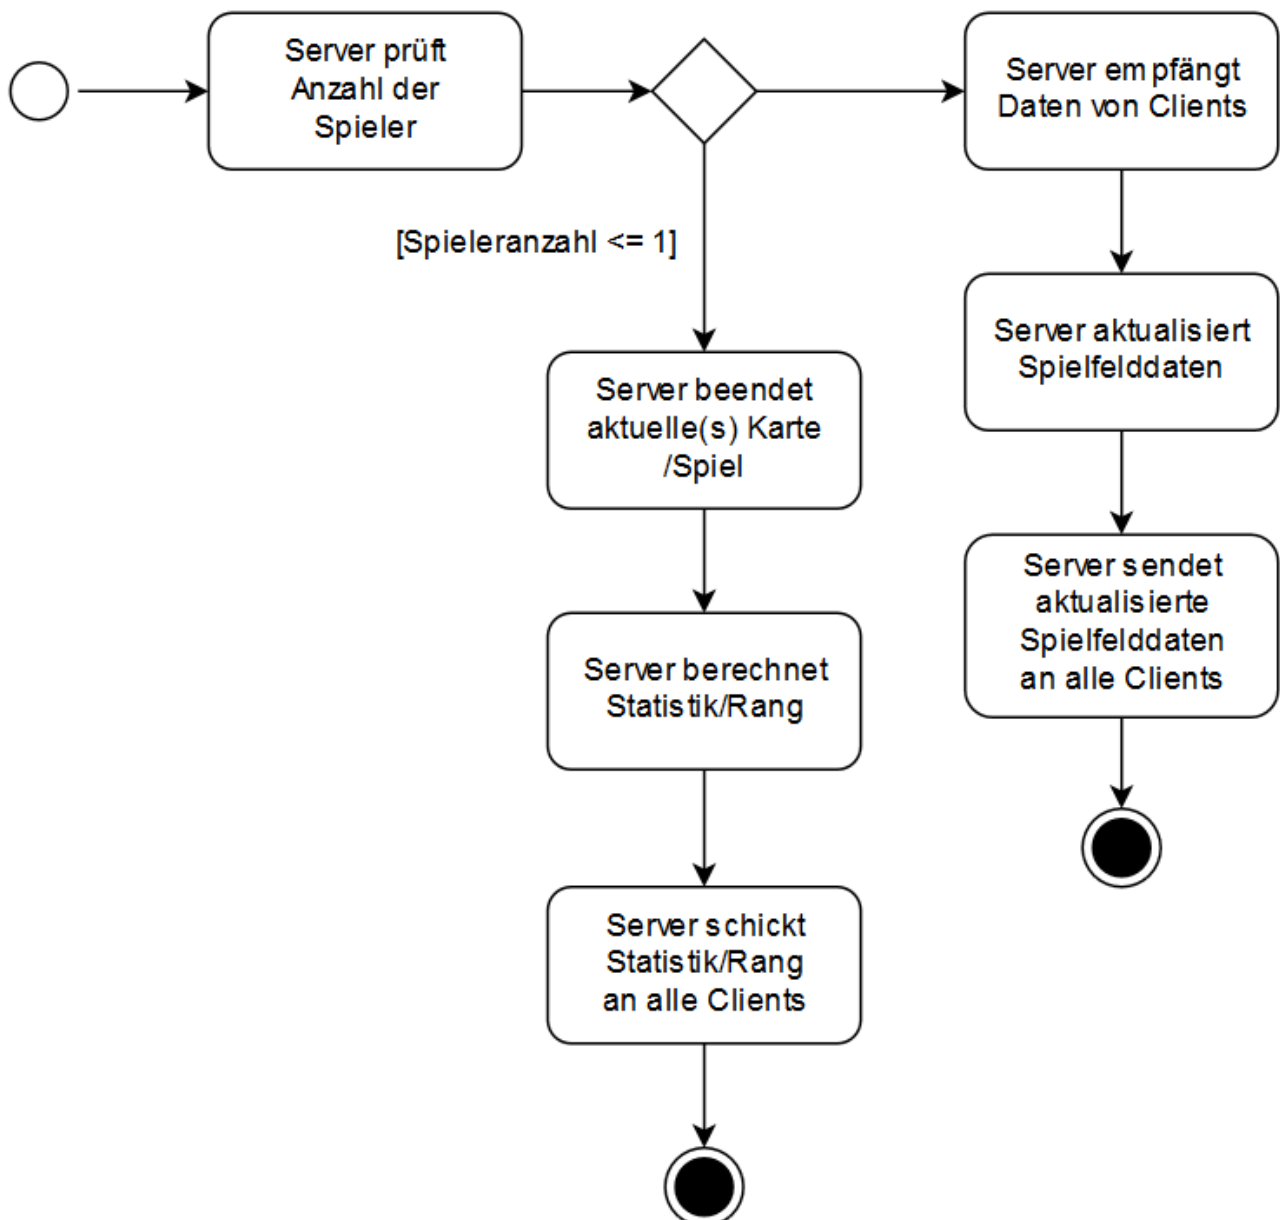 Server prüft
Anzahl der
Spieler
Server empfängt
Daten von Clients
[Spieleranzahl <= 1]
Server aktualisiert
Spielfelddaten
Server beendet
aktuelle(s) Karte
/Spiel
Server sendet
aktualisierte
Spielfelddaten
an alle Clients
Server berechnet
Statistik/Rang
Server schickt
Statistik/Rang
an alle Clients